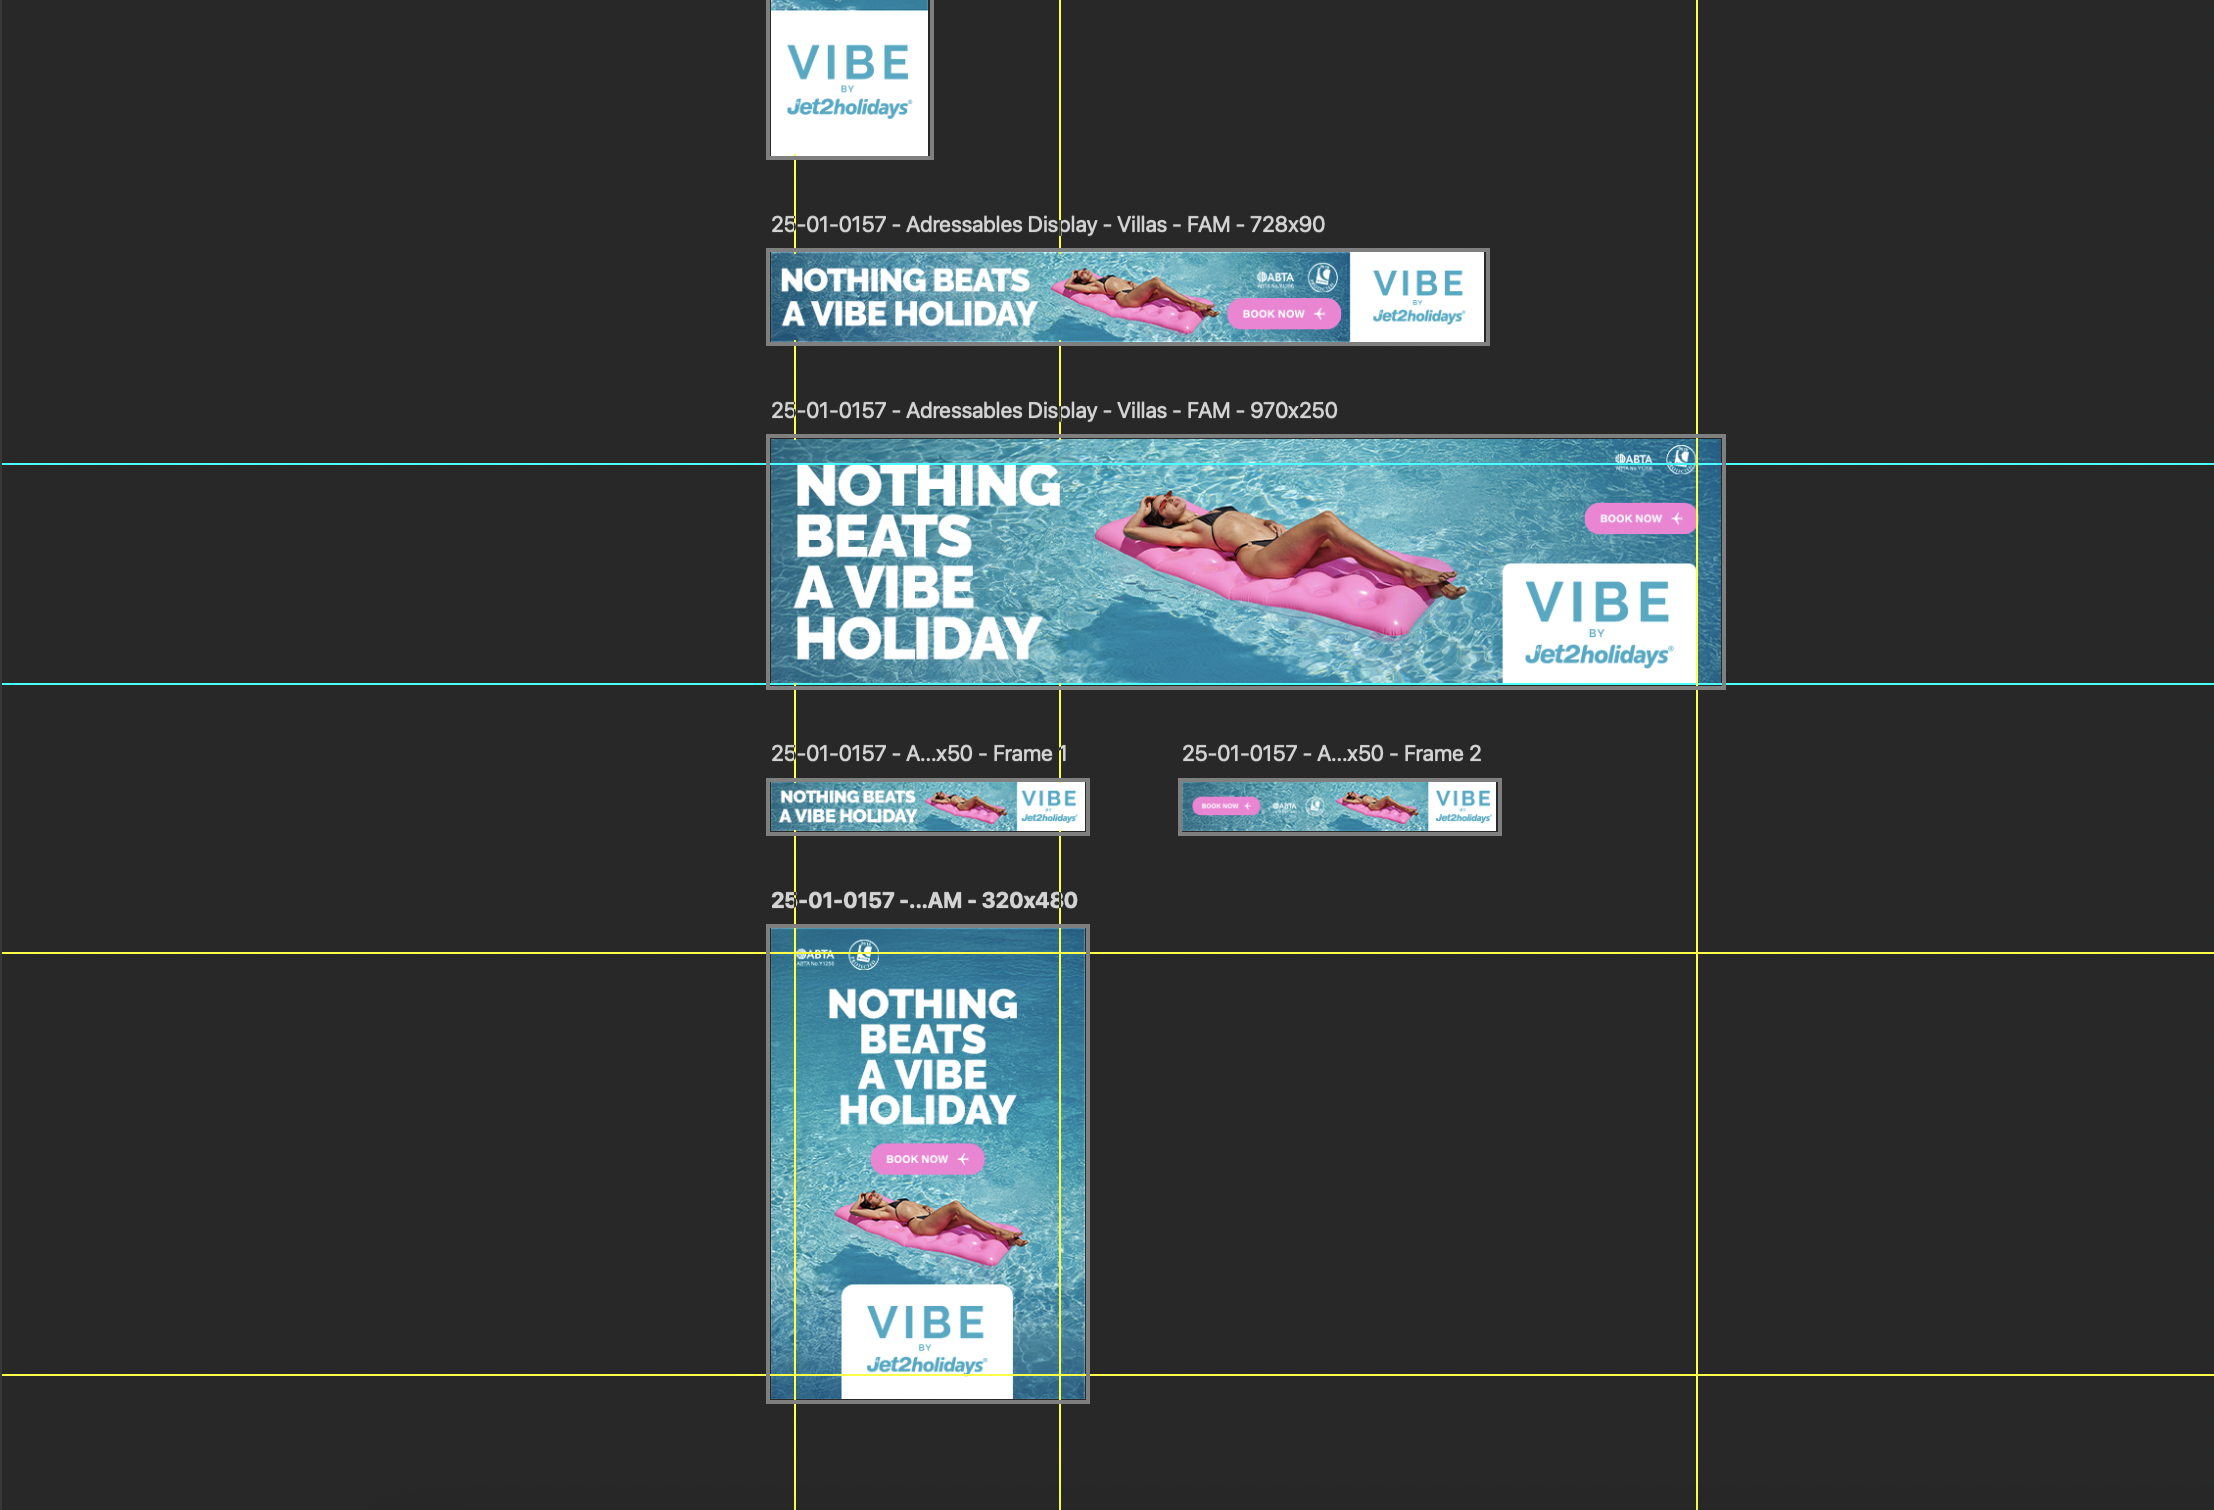 VIBE
BY
Jet2holidays®
25-01-0157 - Adressables Display - Villas - FAM - 728x90
NOTHING BEATS
A VIBE HOLIDAY
ABTA
BOOK NOW
VIBE
BY
Jet2holidays®
25-01-0157 - Adressables Display - Villas - FAM - 970x250
NOTHING
BEATS
A VIBE
HOLIDAY
ABTA
BOOK NOW
VIBE
BY
Jet2holidays®
25-01-0157 - A...x50 - Frame 1
NOTHING BEATS
A VIBE HOLIDAY
VIBE
BY
Jet2holidays®
25-01-0157 - A...x50 - Frame 2
BOOK NOW
ABTA
VIBE
BY
Jet2holidays®
25-01-0157 -...AM - 320x480
ABTA
NOTHING
BEATS
A VIBE
HOLIDAY
BOOK NOW
VIBE
BY
Jet2holidays®